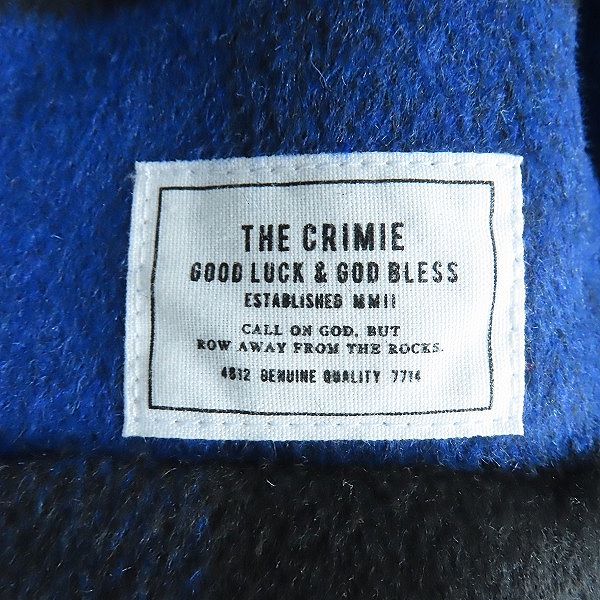 THE CRIMIE
GOOD LUCK & GOD BLESS
ESTABLISHED MMII
CALL ON GOD, BUT
ROW AWAY FROM THE ROCKS.
4812 GENUINE QUALITY 7714